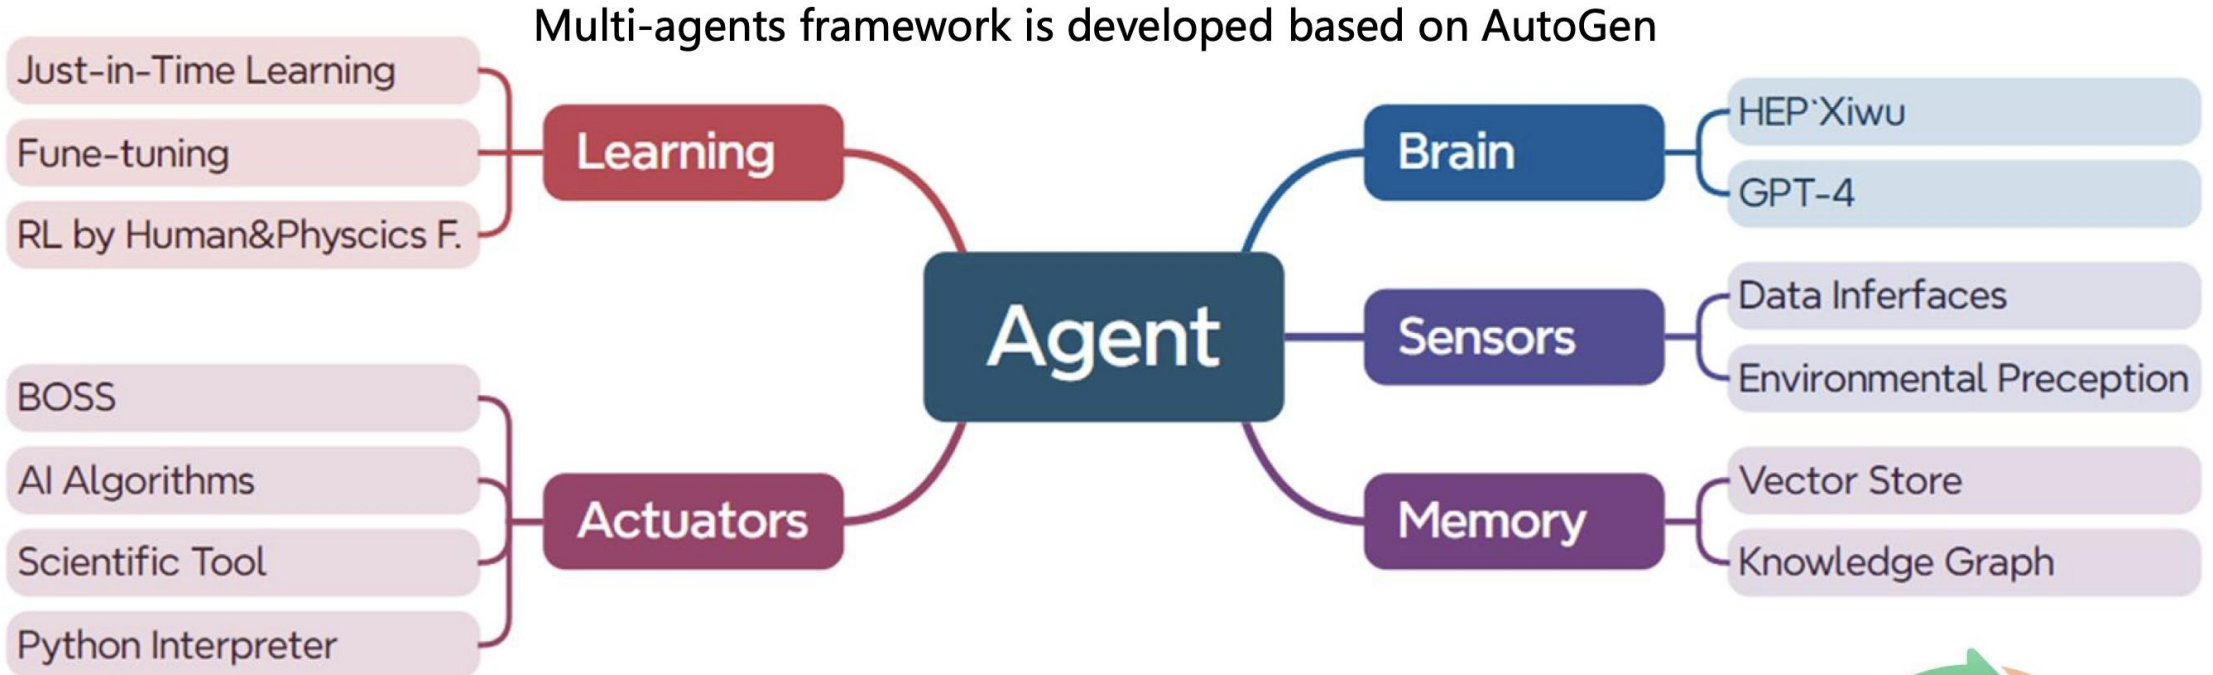 Multi-agents framework is developed based on AutoGen
Just-in-Time Learning
Fune-tuning
RL by Human&Physcics F.
Learning
BOSS
AI Algorithms
Scientific Tool
Python Interpreter
Actuators
Agent
Brain
HEP·Xiwu
GPT-4
Sensors
Data Inferfaces
Environmental Preception
Memory
Vector Store
Knowledge Graph